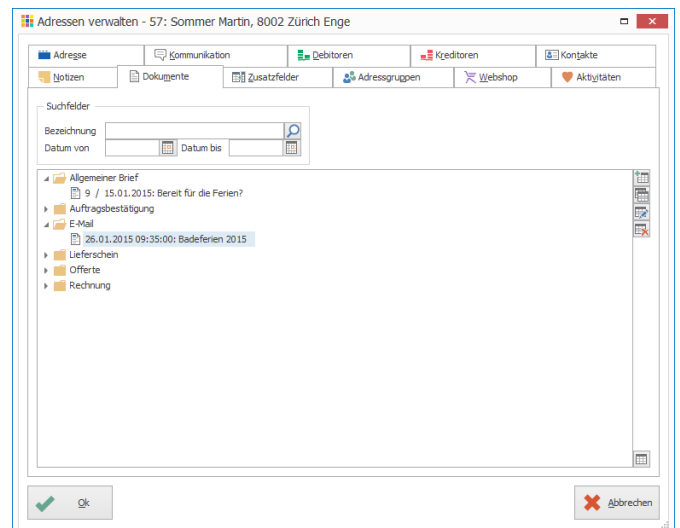 Adressen verwalten - 57: Sommer Martin, 8002 Zürich Enge
Adresse Kommunikation Debitoren Kreditoren Kontakte
Notizen Dokumente Zusatzfelder Adressgruppen Webshop Aktivitäten
Suchfelder
Bezeichnung
Datum von Datum bis
Allgemeiner Brief
9 / 15.01.2015: Bereit für die Ferien?
Auftragsbestätigung
E-Mail
26.01.2015 09:35:00: Badeferien 2015
Lieferschein
Offerte
Rechnung
Ok Abbrechen